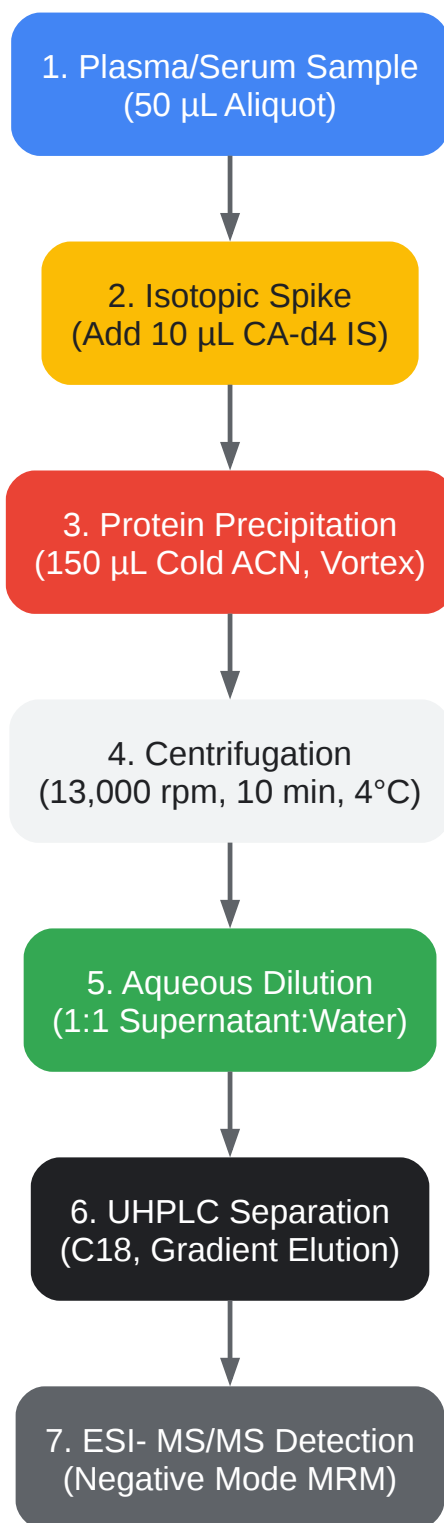 1. Plasma/Serum Sample
(50 µL Aliquot)
2. Isotopic Spike
(Add 10 µL CA-d4 IS)
3. Protein Precipitation
(150 µL Cold ACN, Vortex)
4. Centrifugation
(13,000 rpm, 10 min, 4°C)
5. Aqueous Dilution
(1:1 Supernatant:Water)
6. UHPLC Separation
(C18, Gradient Elution)
7. ESI- MS/MS Detection
(Negative Mode MRM)